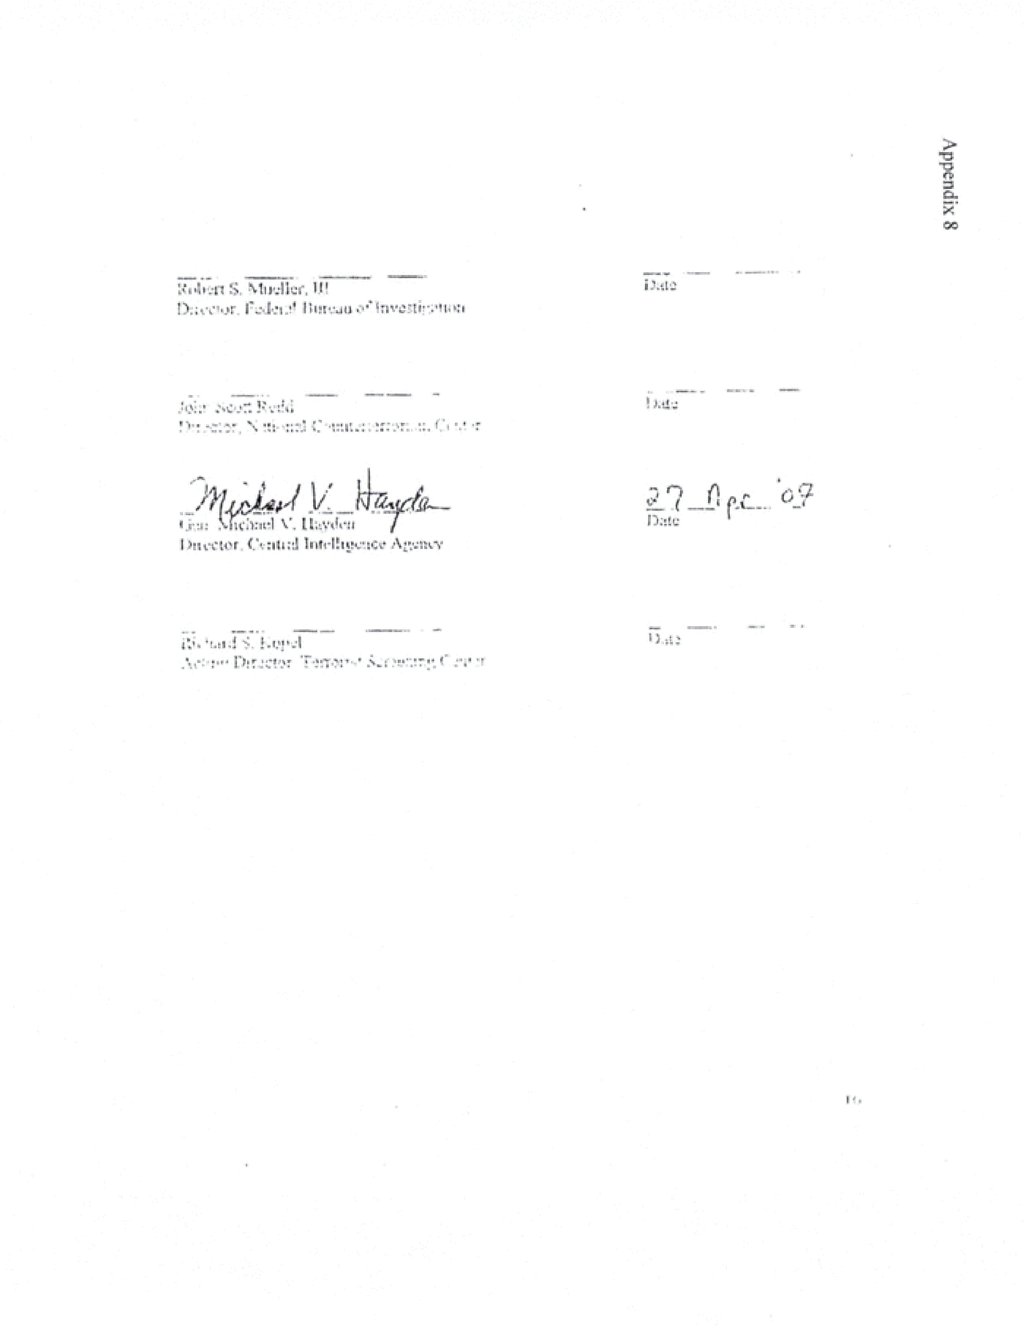 Appendix 8
Robert S. Mueller, III
Date
Director, Federal Bureau of Investigation
John Scott Redd
Date
Director, National Counterterrorism Center
Michael V. Hayden
27 Apr '07
Gen. Michael V. Hayden
Date
Director, Central Intelligence Agency
Richard S. Kopel
Date
Acting Director, Terrorist Screening Center
16